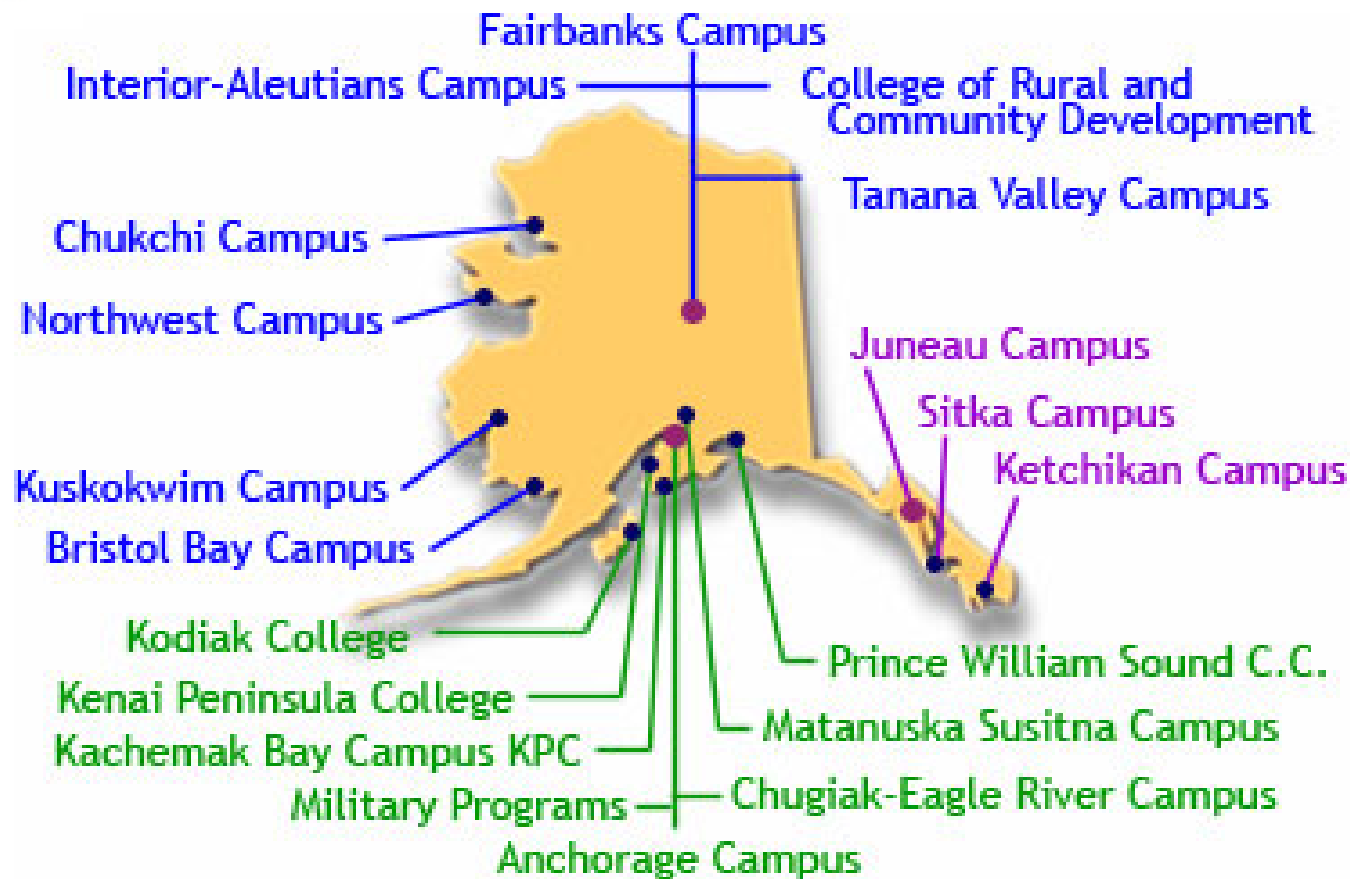 Fairbanks Campus
Interior-Aleutians Campus
College of Rural and
Community Development
Tanana Valley Campus
Chukchi Campus
Northwest Campus
Juneau Campus
Sitka Campus
Ketchikan Campus
Kuskokwim Campus
Bristol Bay Campus
Kodiak College
Prince William Sound C.C.
Kenai Peninsula College
Matanuska Susitna Campus
Kachemak Bay Campus KPC
Chugiak-Eagle River Campus
Military Programs
Anchorage Campus